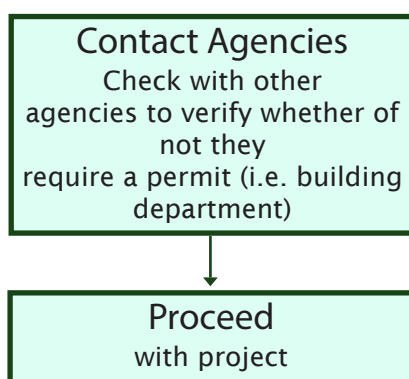 Contact Agencies
Check with other
agencies to verify whether of
not they
require a permit (i.e. building
department)
Proceed
with project